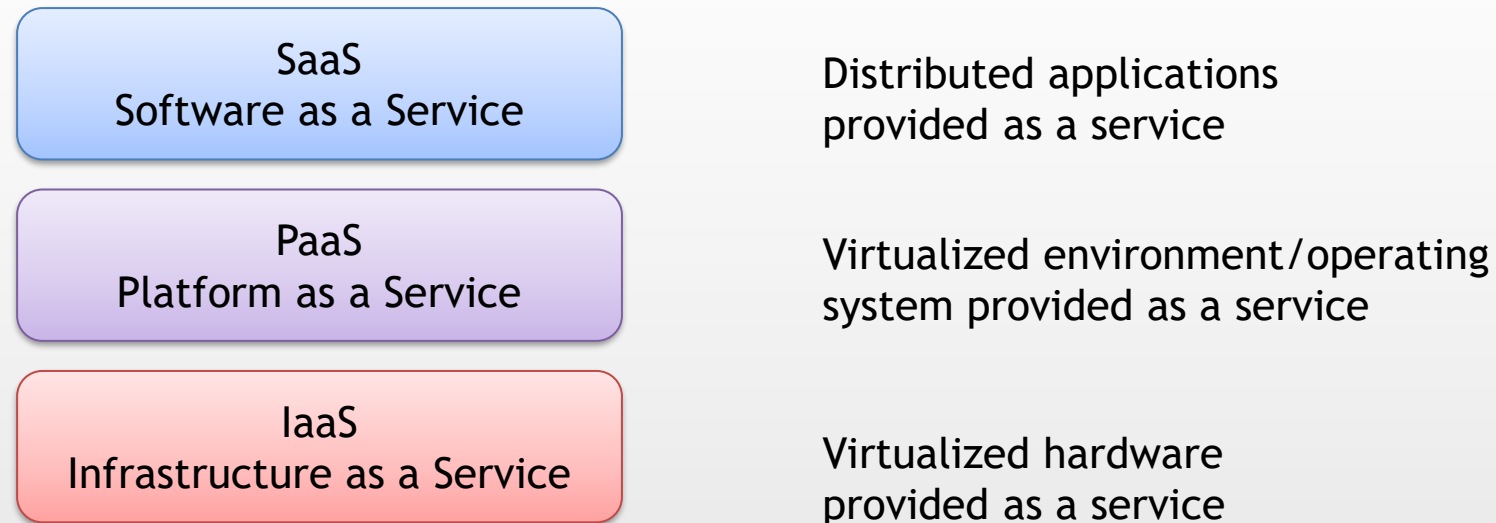 SaaS
Software as a Service
Distributed applications
provided as a service
PaaS
Platform as a Service
Virtualized environment/operating
system provided as a service
IaaS
Infrastructure as a Service
Virtualized hardware
provided as a service